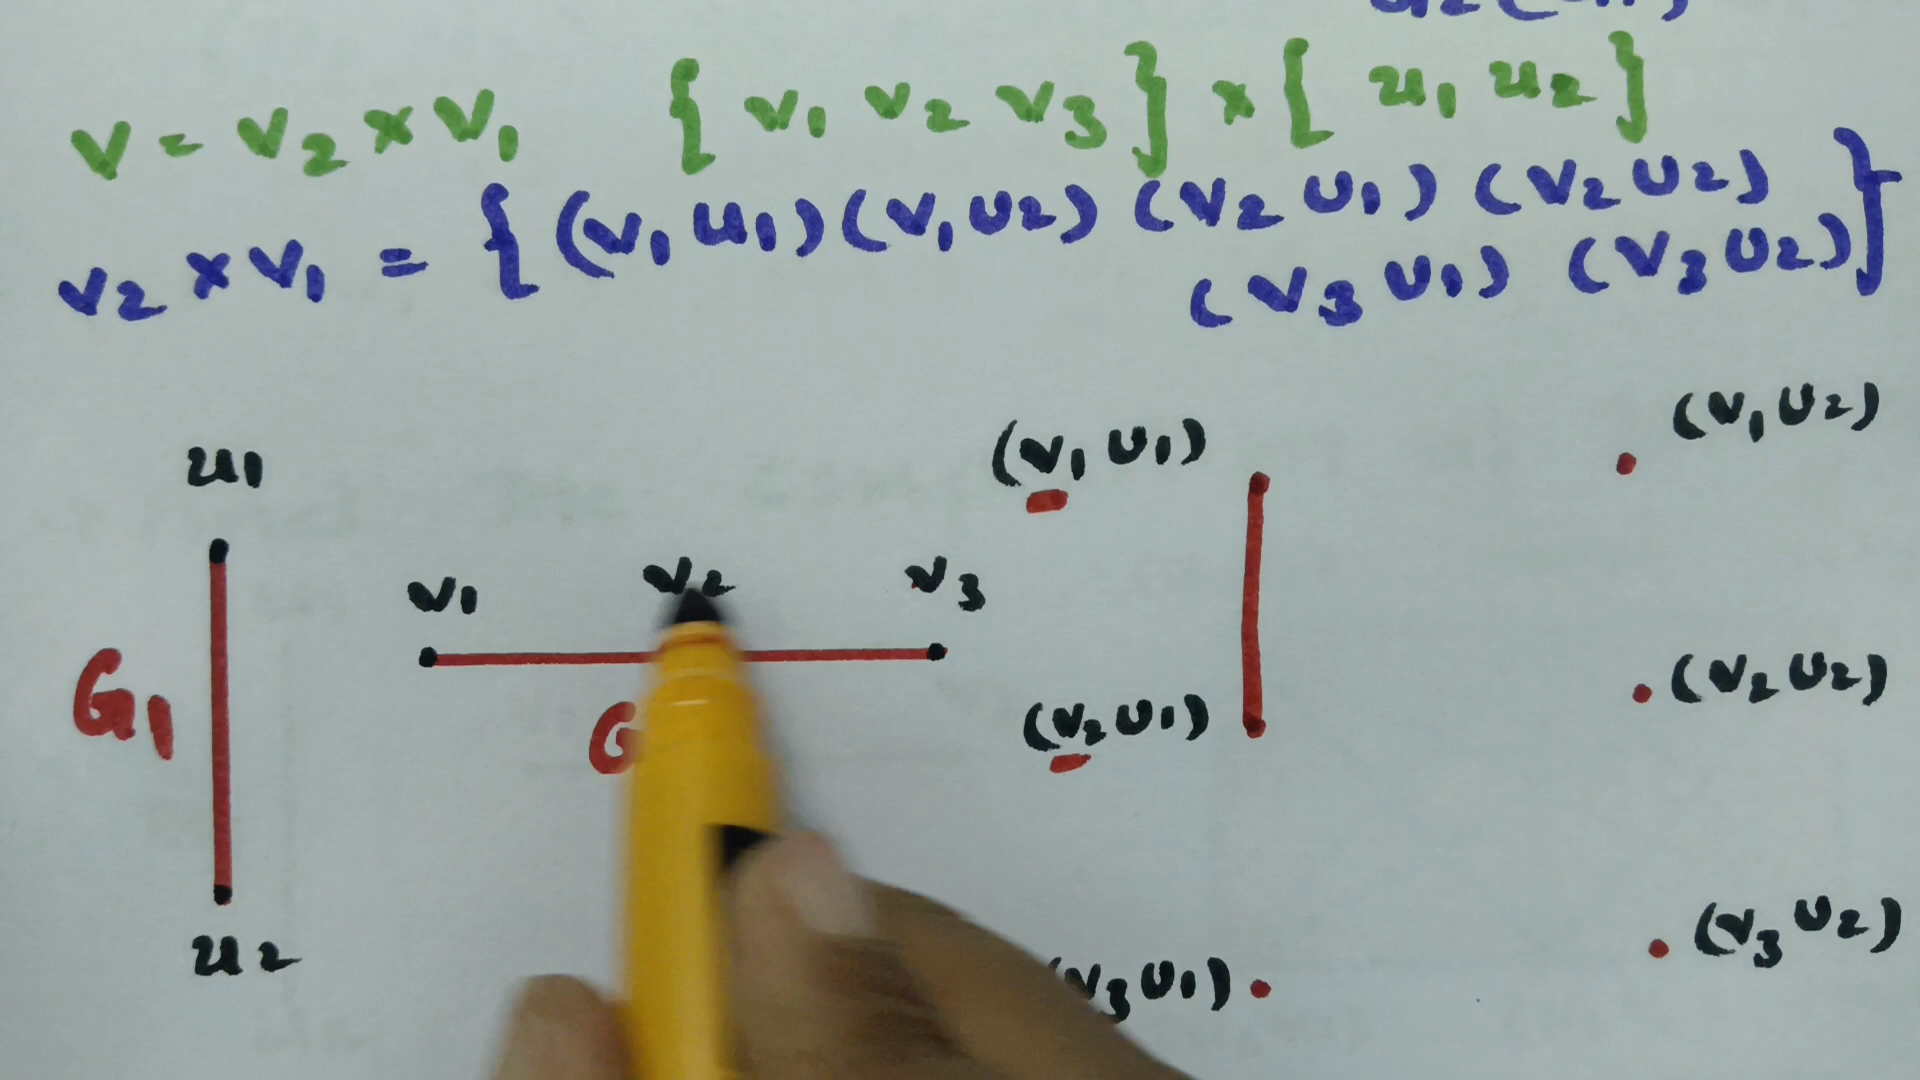 V = V2 x V1 { v1 v2 v3 } x { u1 u2 }
V2 x V1 = { (v1 u1) (v1 u2) (v2 u1) (v2 u2)
(v3 u1) (v3 u2) }
(v1 u2)
u1
(v1 u1)
v1 v2 v3
G1
G
(v2 u1)
(v2 u2)
u2
(v3 u1)
(v3 u2)